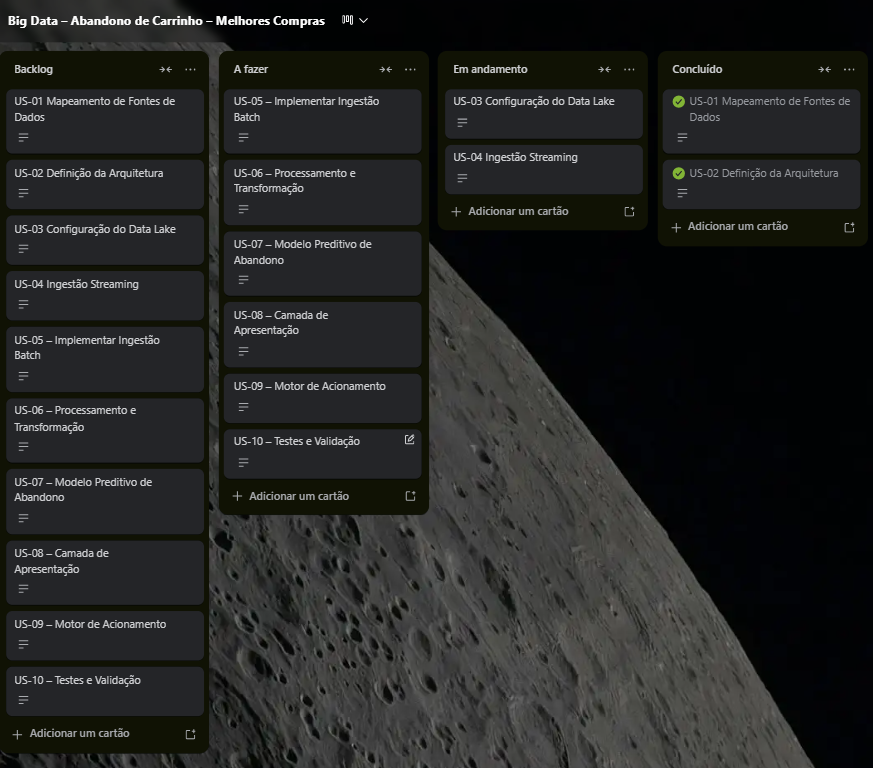 Big Data – Abandono de Carrinho – Melhores Compras
Backlog
US-01 Mapeamento de Fontes de
Dados
US-02 Definição da Arquitetura
US-03 Configuração do Data Lake
US-04 Ingestão Streaming
US-05 – Implementar Ingestão
Batch
US-06 – Processamento e
Transformação
US-07 – Modelo Preditivo de
Abandono
US-08 – Camada de
Apresentação
US-09 – Motor de Acionamento
US-10 – Testes e Validação
Adicionar um cartão
A fazer
US-05 – Implementar Ingestão
Batch
US-06 – Processamento e
Transformação
US-07 – Modelo Preditivo de
Abandono
US-08 – Camada de
Apresentação
US-09 – Motor de Acionamento
US-10 – Testes e Validação
Adicionar um cartão
Em andamento
US-03 Configuração do Data Lake
US-04 Ingestão Streaming
Adicionar um cartão
Concluído
US-01 Mapeamento de Fontes de
Dados
US-02 Definição da Arquitetura
Adicionar um cartão